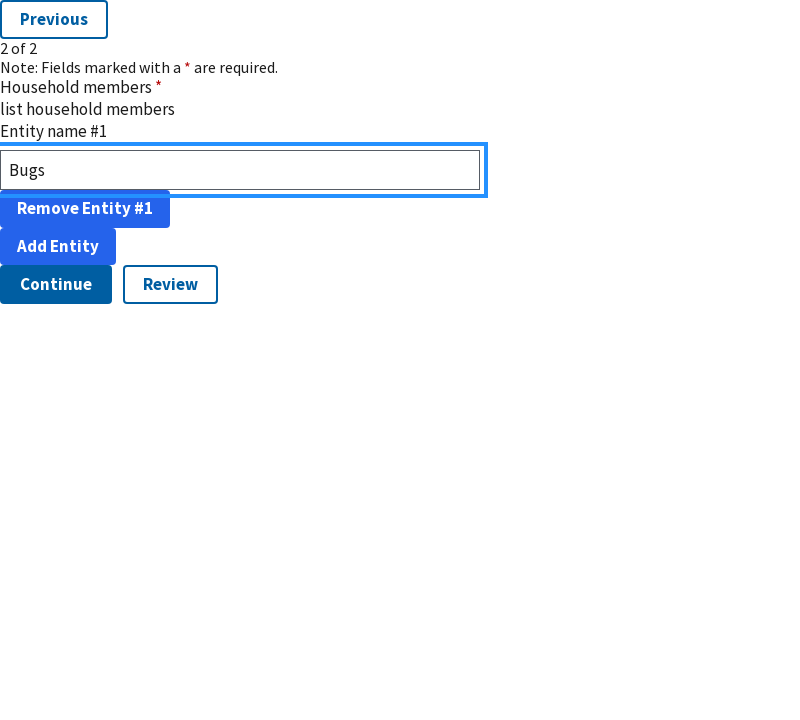 Previous
2 of 2
Note: Fields marked with a * are required.
Household members *
list household members
Entity name #1
Bugs
Remove Entity #1
Add Entity
Continue Review